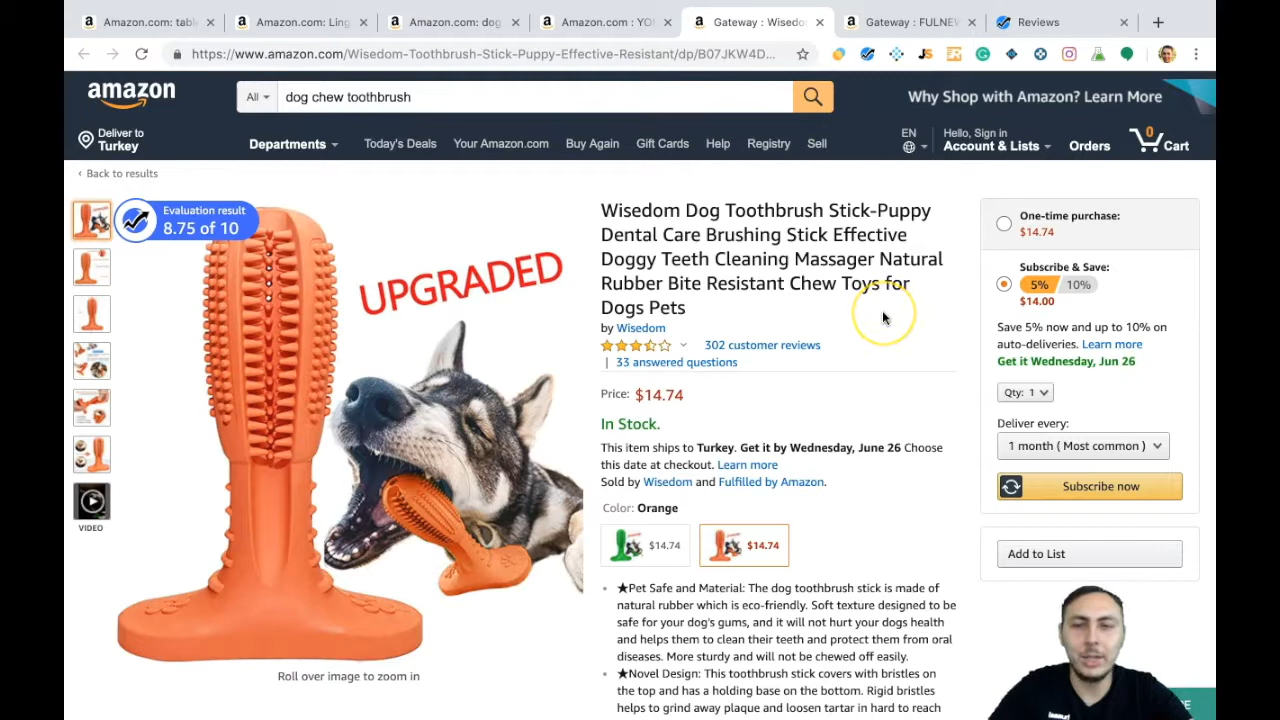 Amazon.com: tabl
Amazon.com: Ling
Amazon.com: dog
Amazon.com : YO
Gateway : Wisedo
Gateway : FULNEW
Reviews
https://www.amazon.com/Wisedom-Toothbrush-Stick-Puppy-Effective-Resistant/dp/B07JKW4D...
JS
amazon
All
dog chew toothbrush
Why Shop with Amazon? Learn More
Deliver to
Turkey
Departments
Today's Deals
Your Amazon.com
Buy Again
Gift Cards
Help
Registry
Sell
EN
Hello, Sign in
Account & Lists
Orders
0
Cart
‹ Back to results
Evaluation result
8.75 of 10
UPGRADED
VIDEO
Roll over image to zoom in
Wisedom Dog Toothbrush Stick-Puppy
Dental Care Brushing Stick Effective
Doggy Teeth Cleaning Massager Natural
Rubber Bite Resistant Chew Toys for
Dogs Pets
by Wisedom
302 customer reviews
| 33 answered questions
Price: $14.74
In Stock.
This item ships to Turkey. Get it by Wednesday, June 26 Choose
this date at checkout. Learn more
Sold by Wisedom and Fulfilled by Amazon.
Color: Orange
$14.74
$14.74
• ★Pet Safe and Material: The dog toothbrush stick is made of
natural rubber which is eco-friendly. Soft texture designed to be
safe for your dog's gums, and it will not hurt your dogs health
and helps them to clean their teeth and protect them from oral
diseases. More sturdy and will not be chewed off easily.
• ★Novel Design: This toothbrush stick covers with bristles on
the top and has a holding base on the bottom. Rigid bristles
helps to grind away plaque and loosen tartar in hard to reach
One-time purchase:
$14.74
Subscribe & Save:
5% 10%
$14.00
Save 5% now and up to 10% on
auto-deliveries. Learn more
Get it Wednesday, Jun 26
Qty: 1
Deliver every:
1 month ( Most common )
Subscribe now
Add to List